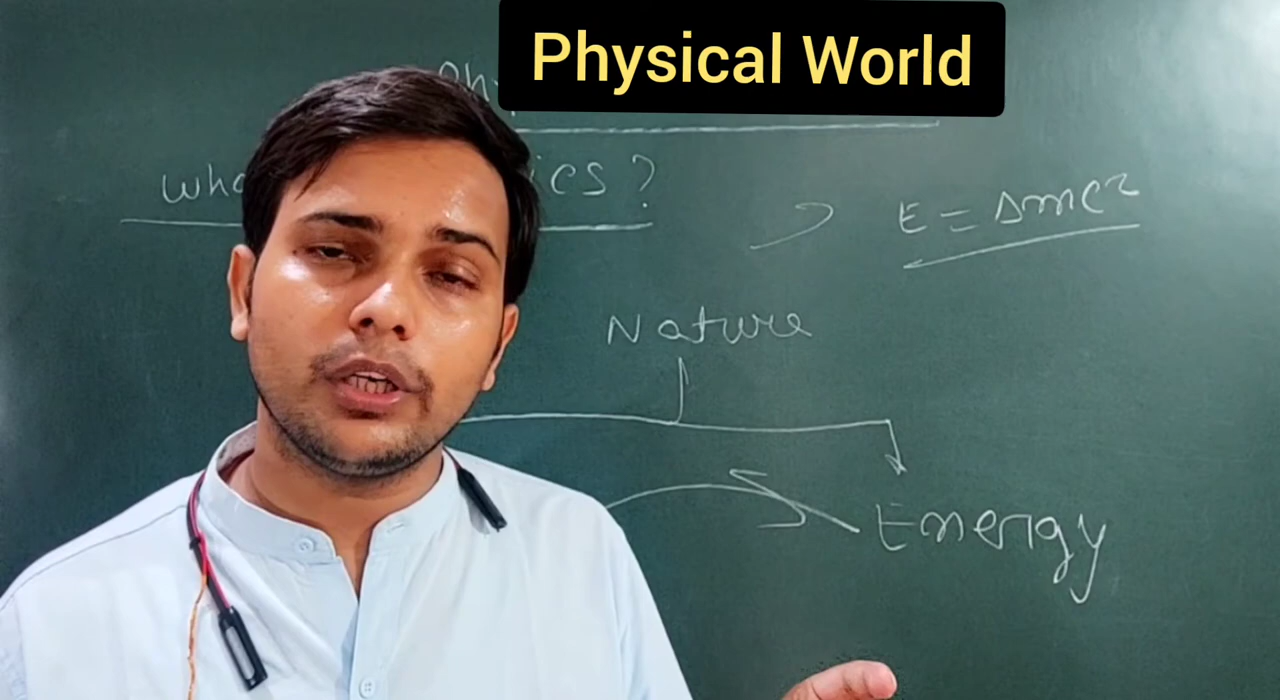 Physical World
E = Δmc²
Nature
Energy